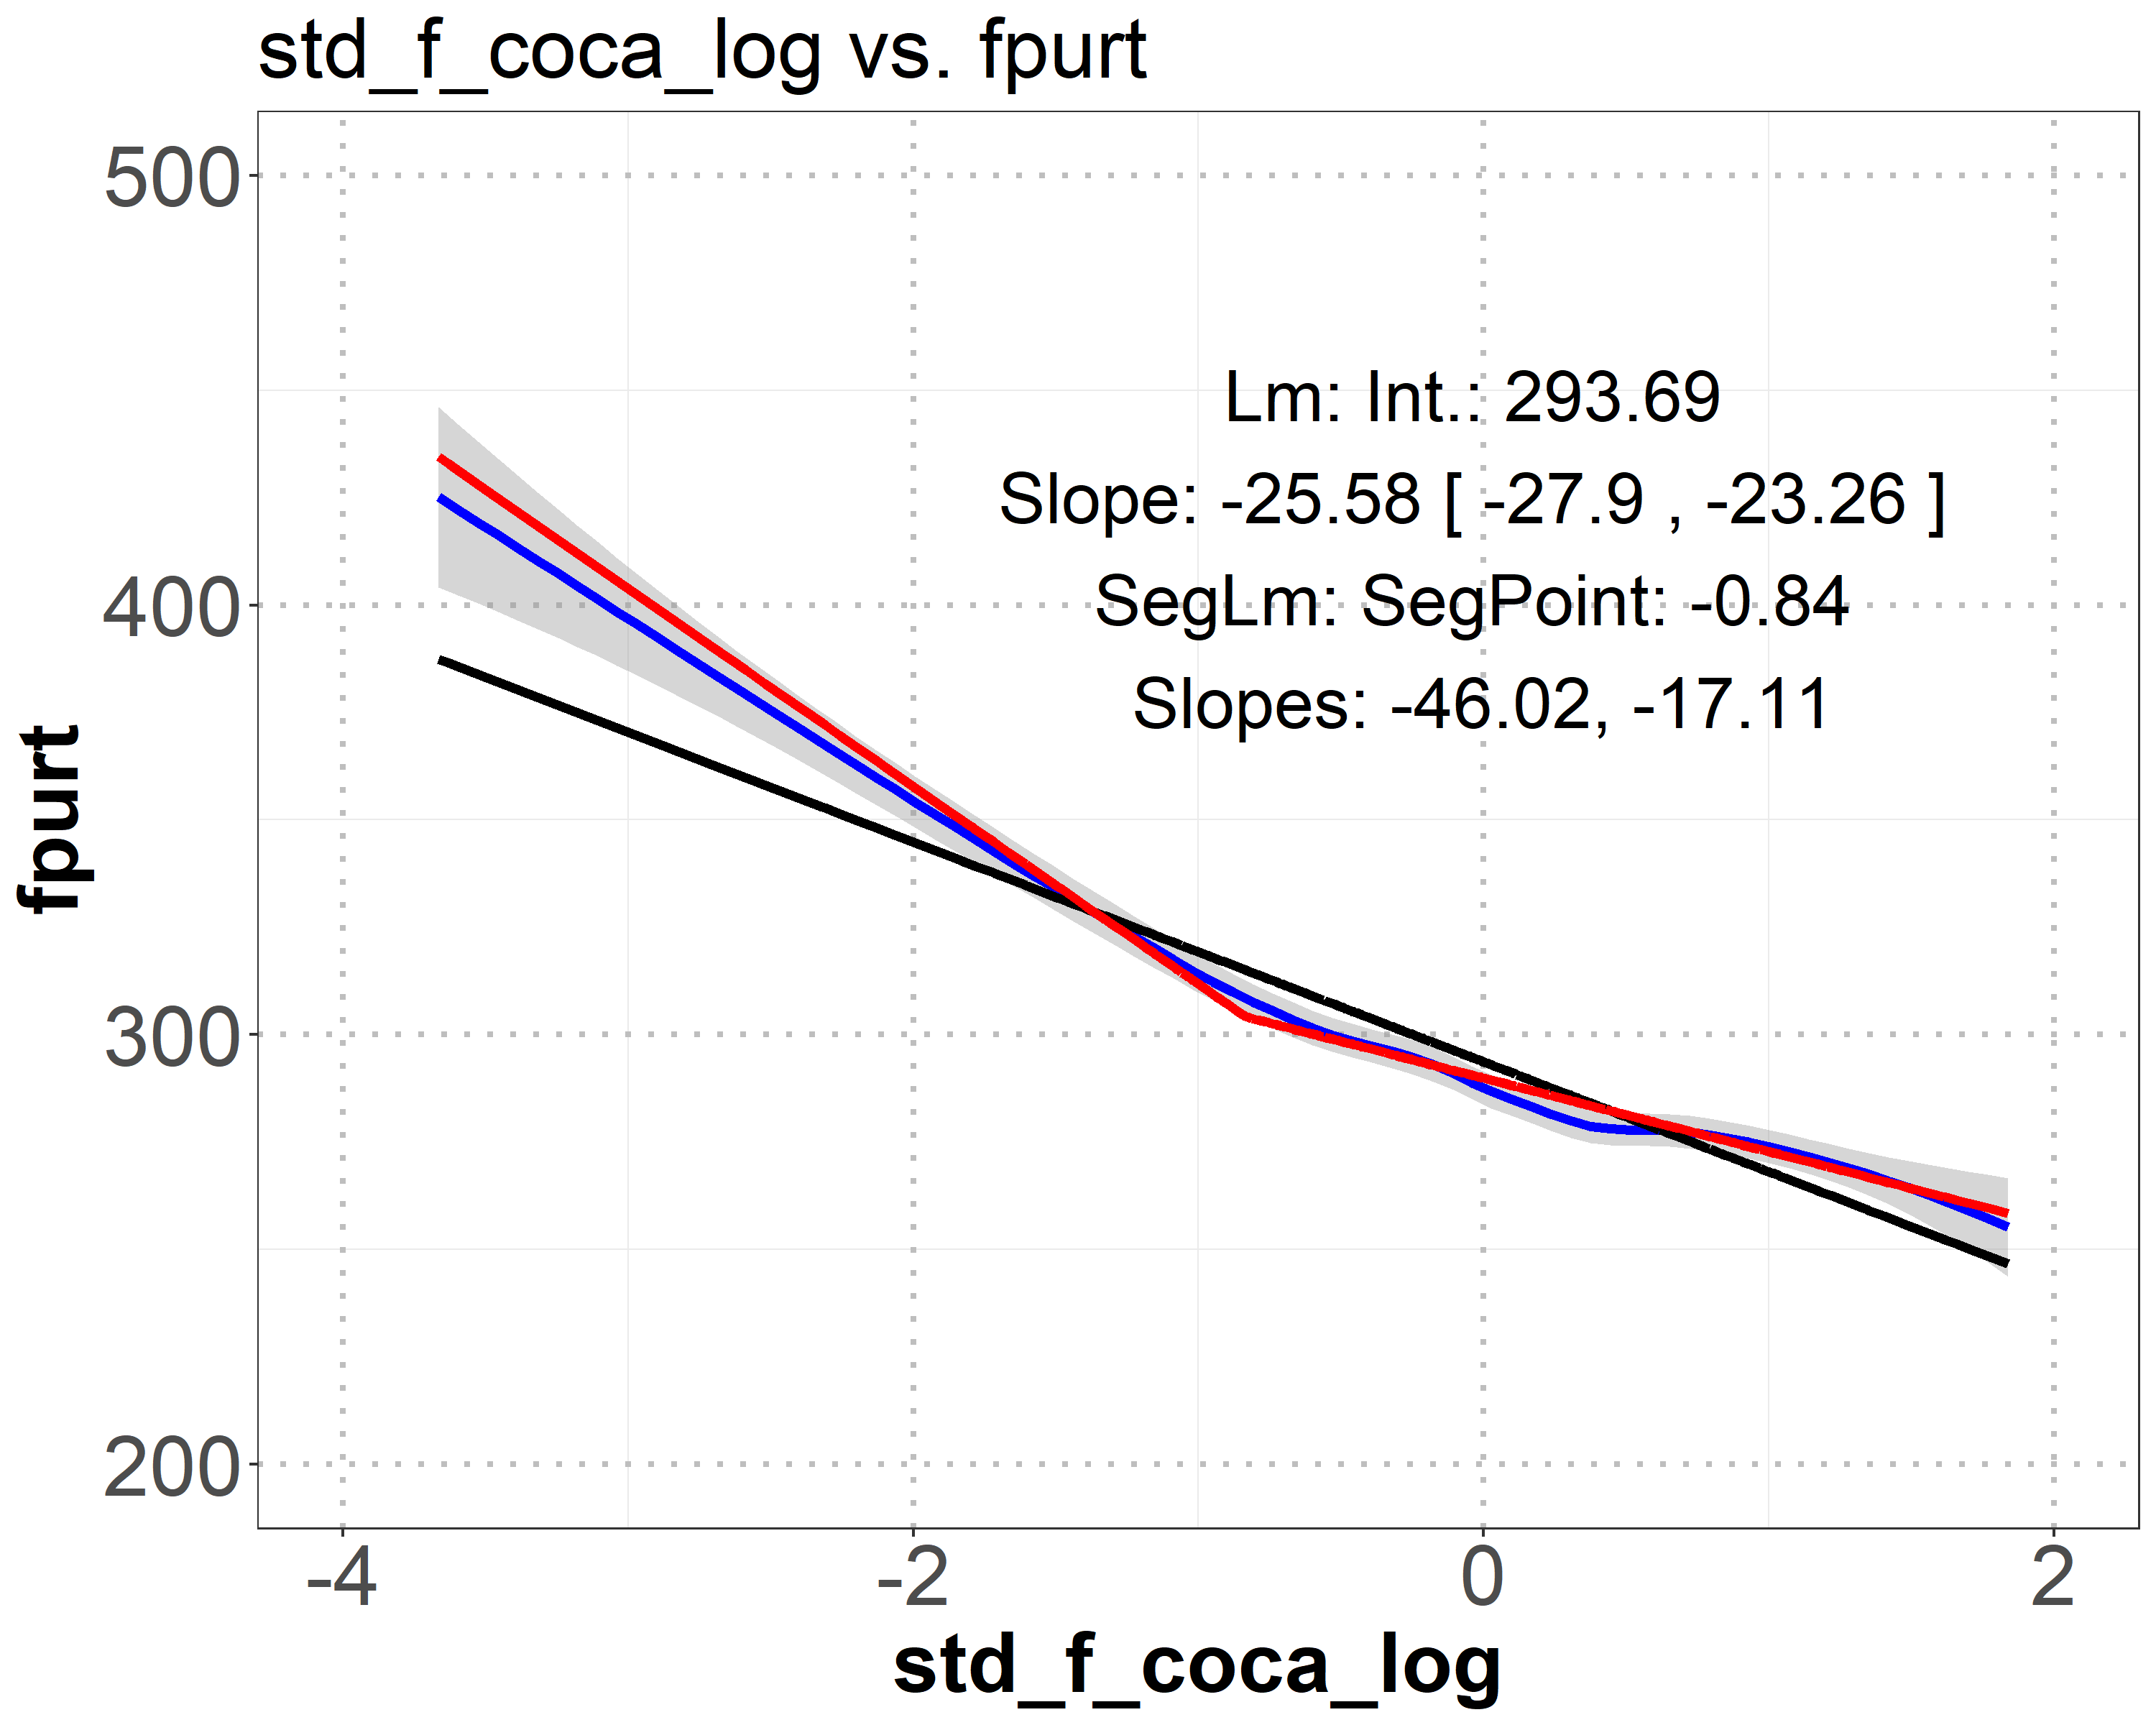 std_f_coca_log vs. fpurt
500
400
300
200
fpurt
Lm: Int.: 293.69
Slope: -25.58 [ -27.9 , -23.26 ]
SegLm: SegPoint: -0.84
Slopes: -46.02, -17.11
-4 -2 0 2
std_f_coca_log